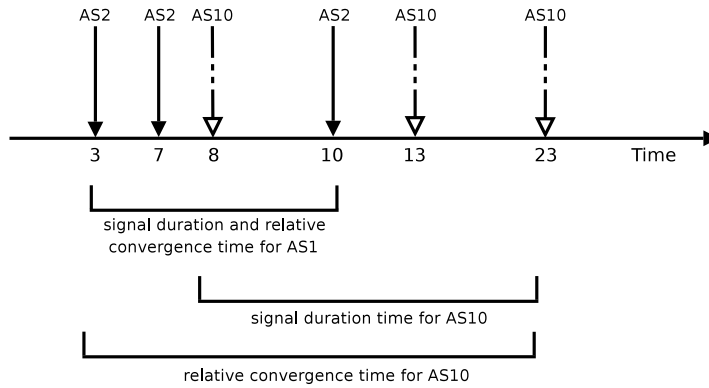 AS2 AS2 AS10 AS2 AS10 AS10
3 7 8 10 13 23 Time
signal duration and relative
convergence time for AS1
signal duration time for AS10
relative convergence time for AS10